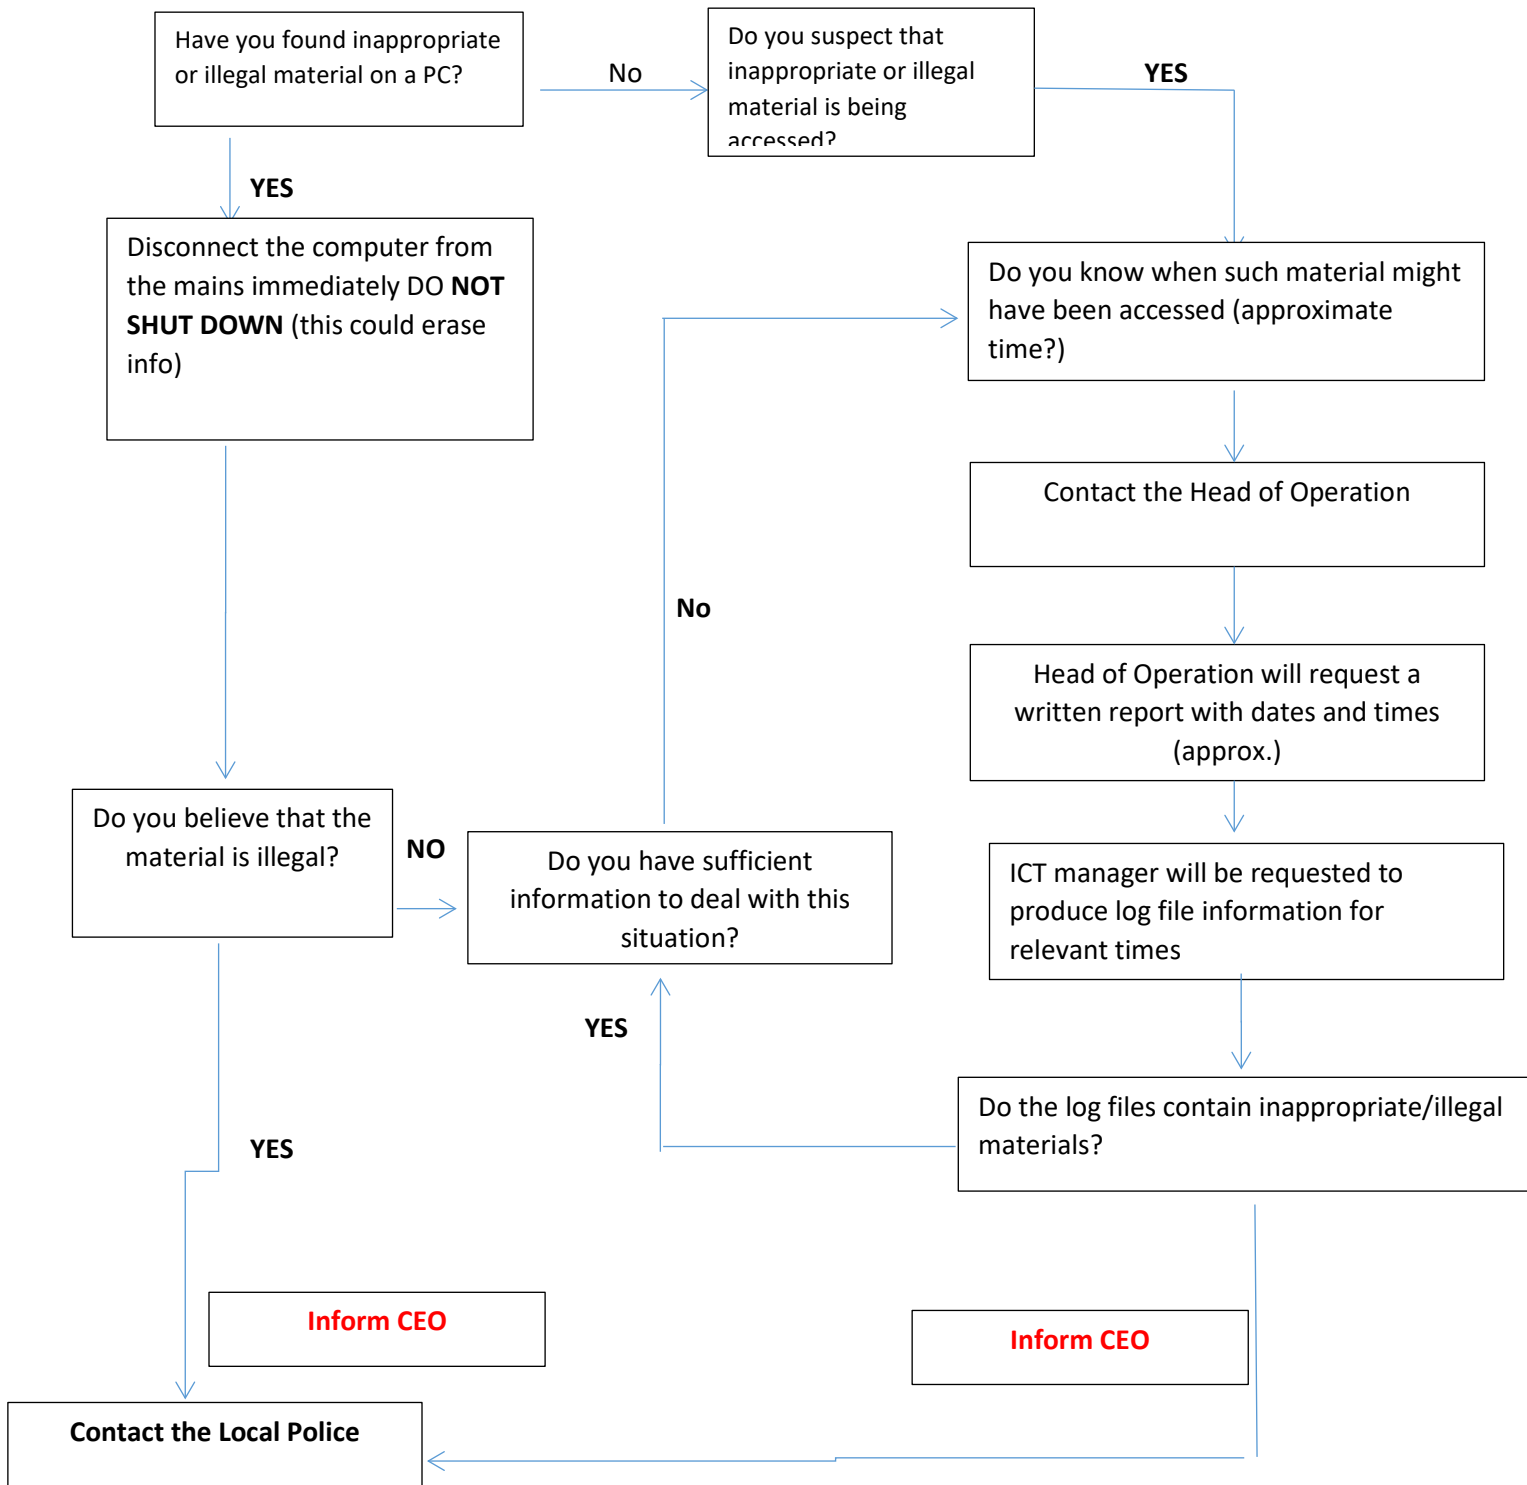 Have you found inappropriate
or illegal material on a PC?
No
Do you suspect that
inappropriate or illegal
material is being
accessed?
YES
YES
Disconnect the computer from
the mains immediately DO NOT
SHUT DOWN (this could erase
info)
Do you know when such material might
have been accessed (approximate
time?)
Contact the Head of Operation
No
Head of Operation will request a
written report with dates and times
(approx.)
Do you believe that the
material is illegal?
NO
Do you have sufficient
information to deal with this
situation?
ICT manager will be requested to
produce log file information for
relevant times
YES
Do the log files contain inappropriate/illegal
materials?
YES
Inform CEO
Inform CEO
Contact the Local Police